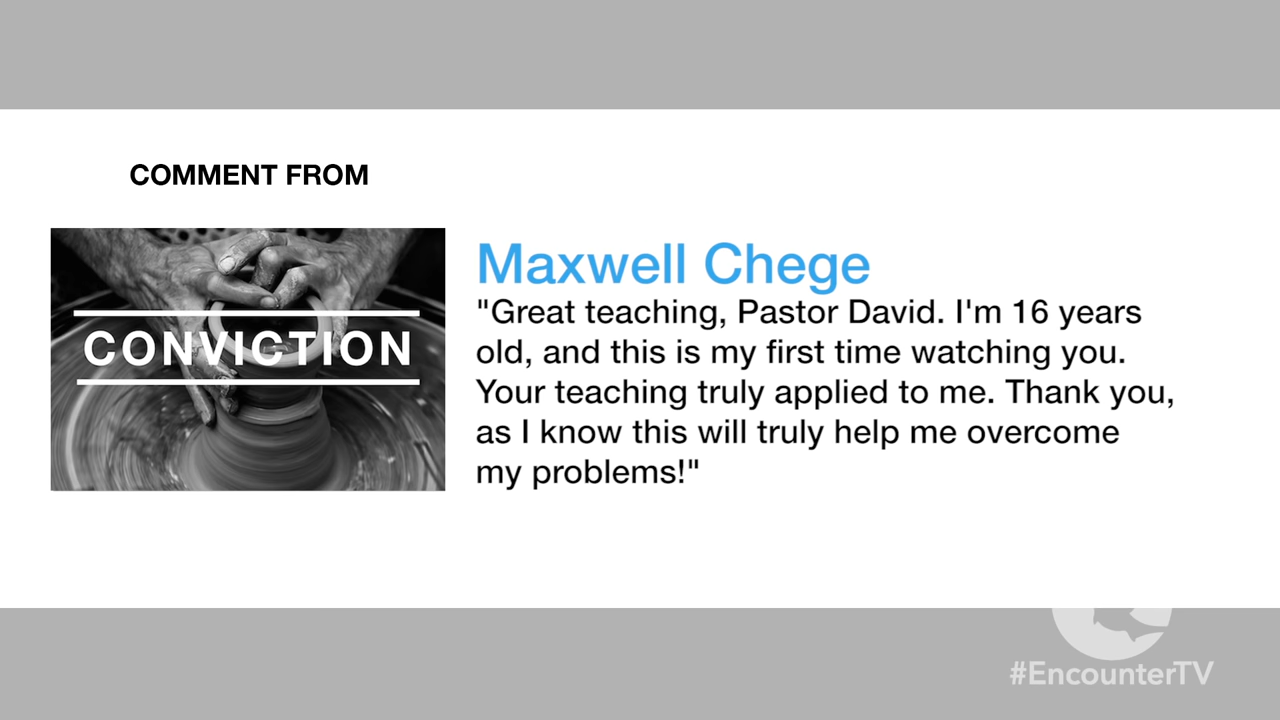 COMMENT FROM
CONVICTION
Maxwell Chege
"Great teaching, Pastor David. I'm 16 years
old, and this is my first time watching you.
Your teaching truly applied to me. Thank you,
as I know this will truly help me overcome
my problems!"
#EncounterTV